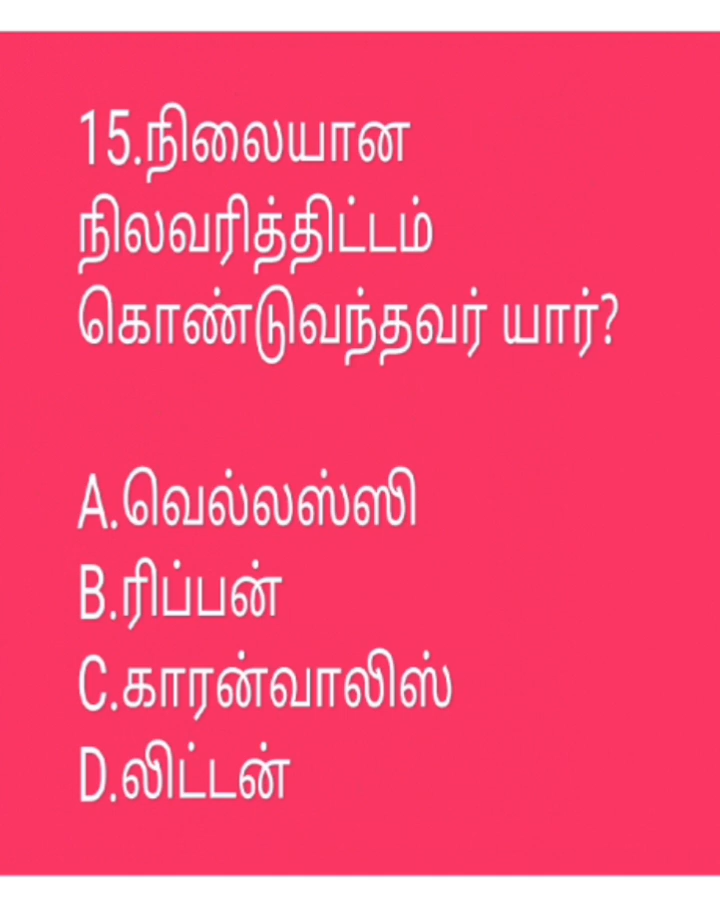 15.நிலையான
நிலவரித்திட்டம்
கொண்டுவந்தவர் யார்?
A.வெல்லஸ்ஸி
B.ரிப்பன்
C.காரன்வாலிஸ்
D.லிட்டன்